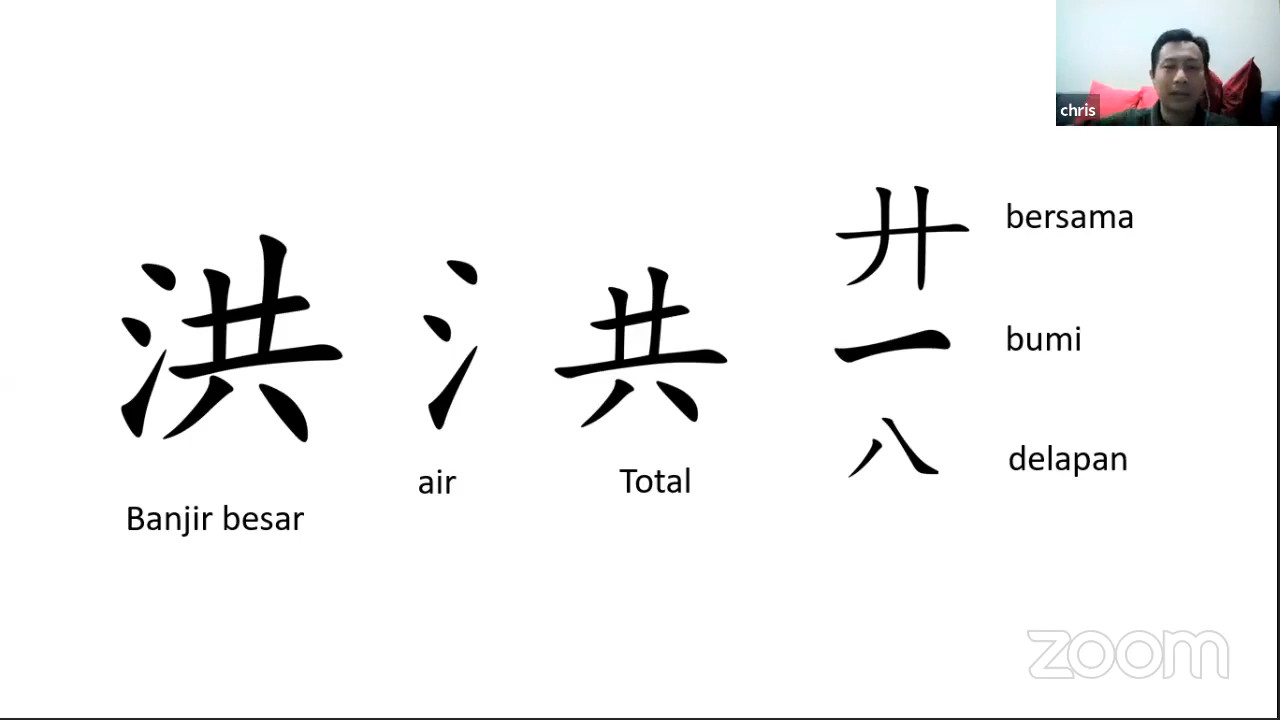 chris
洪
氵
共
廾
bersama
一
bumi
八
delapan
air
Total
Banjir besar
zoom